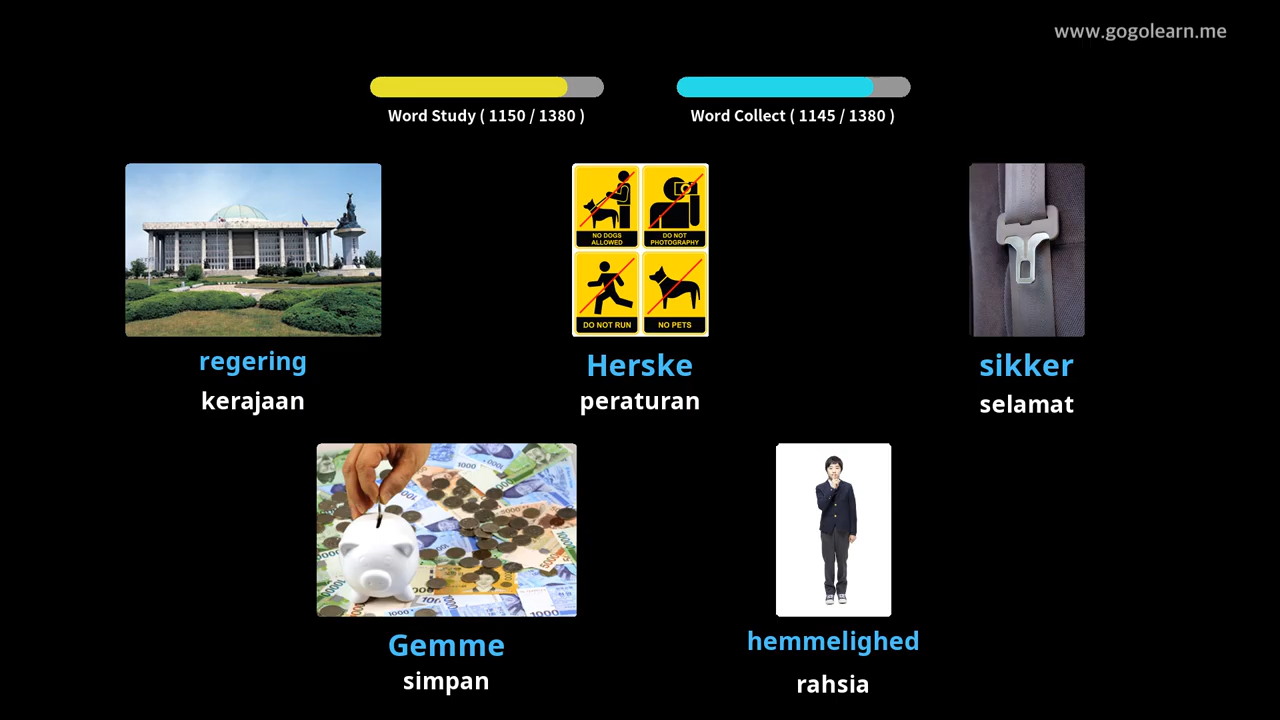 www.gogolearn.me
Word Study ( 1150 / 1380 )
Word Collect ( 1145 / 1380 )
NO DOGS
ALLOWED
DO NOT
PHOTOGRAPHY
DO NOT RUN
NO PETS
regering
kerajaan
Herske
peraturan
sikker
selamat
Gemme
simpan
hemmelighed
rahsia